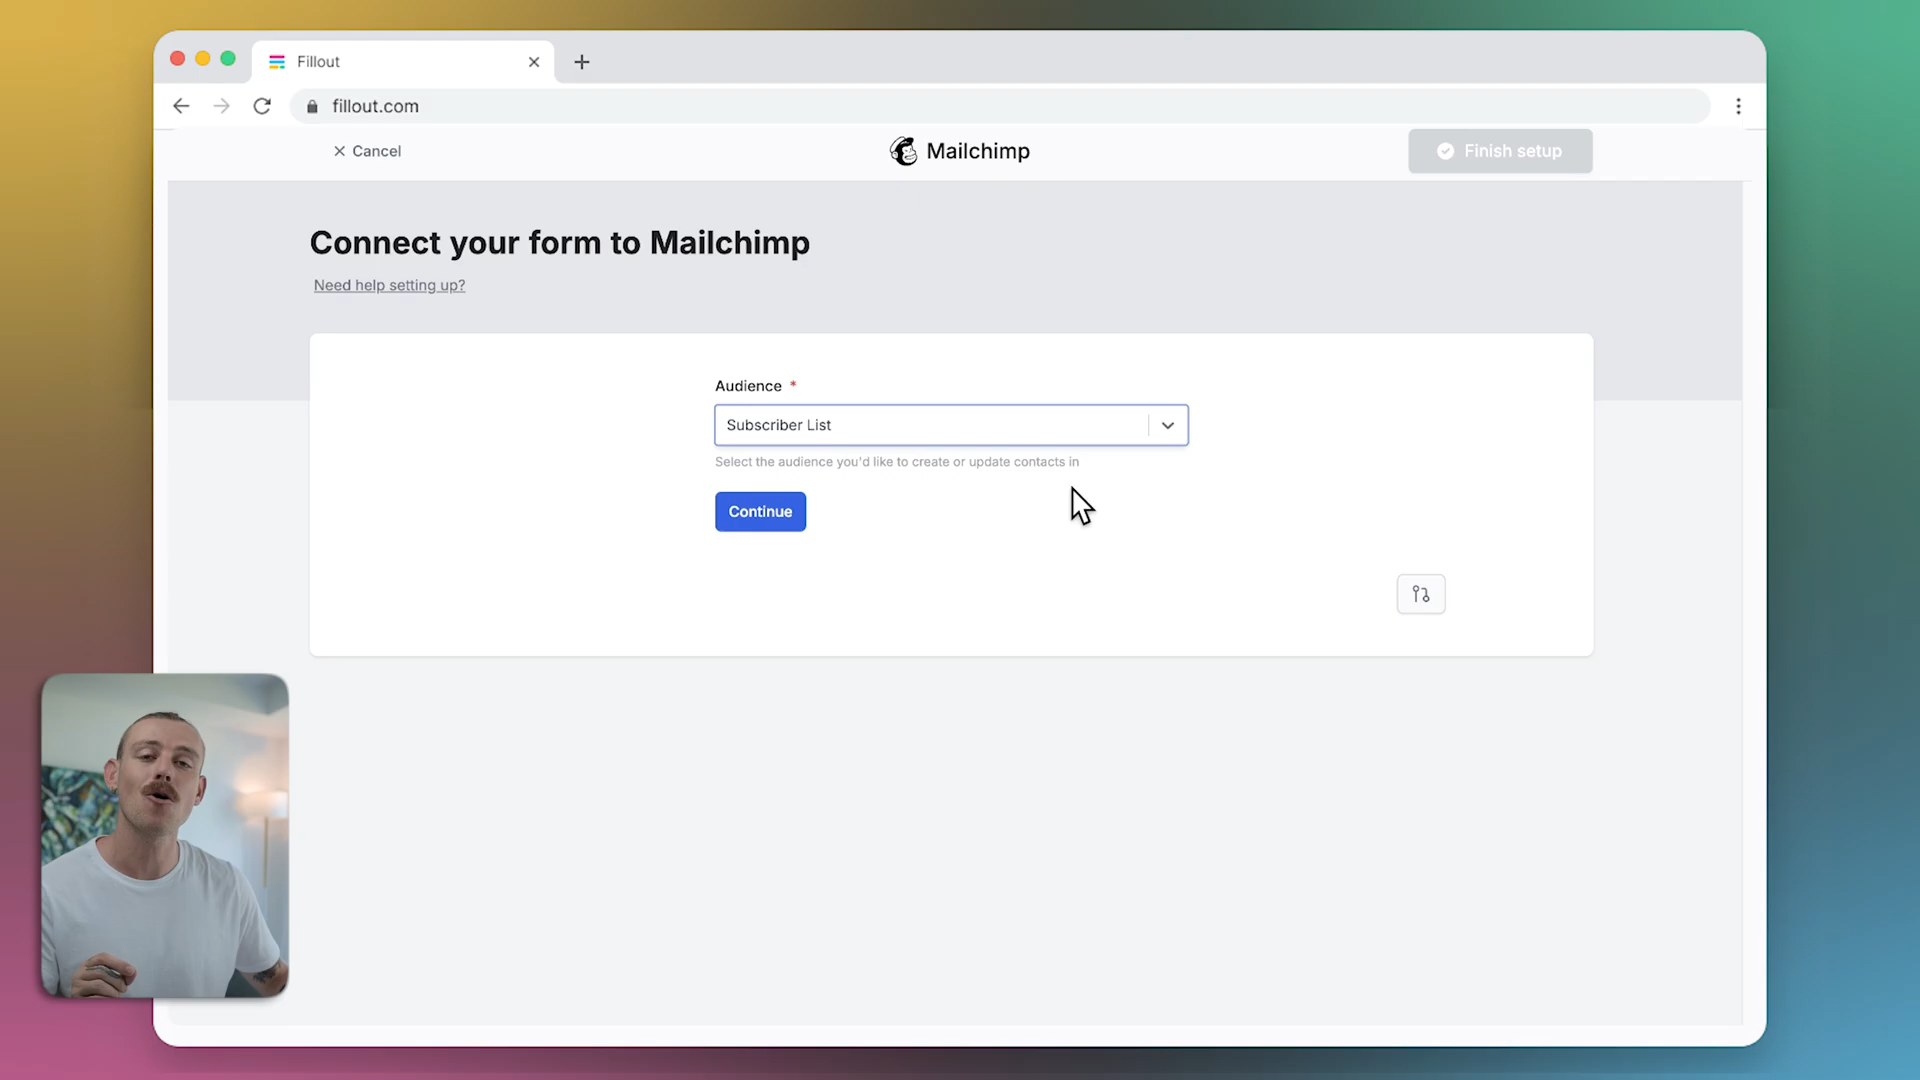 Fillout
fillout.com
Cancel
Mailchimp
Finish setup
Connect your form to Mailchimp
Need help setting up?
Audience *
Subscriber List
Select the audience you'd like to create or update contacts in
Continue